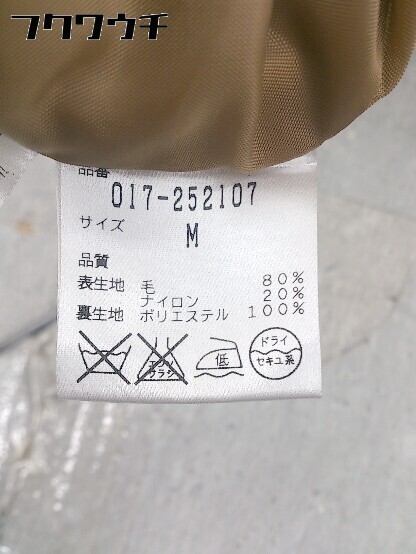 フクワウチ
品番
017-252107
サイズ
M
品質
表生地 毛 80%
ナイロン 20%
裏生地 ポリエステル 100%
低
ドライ
セキユ系